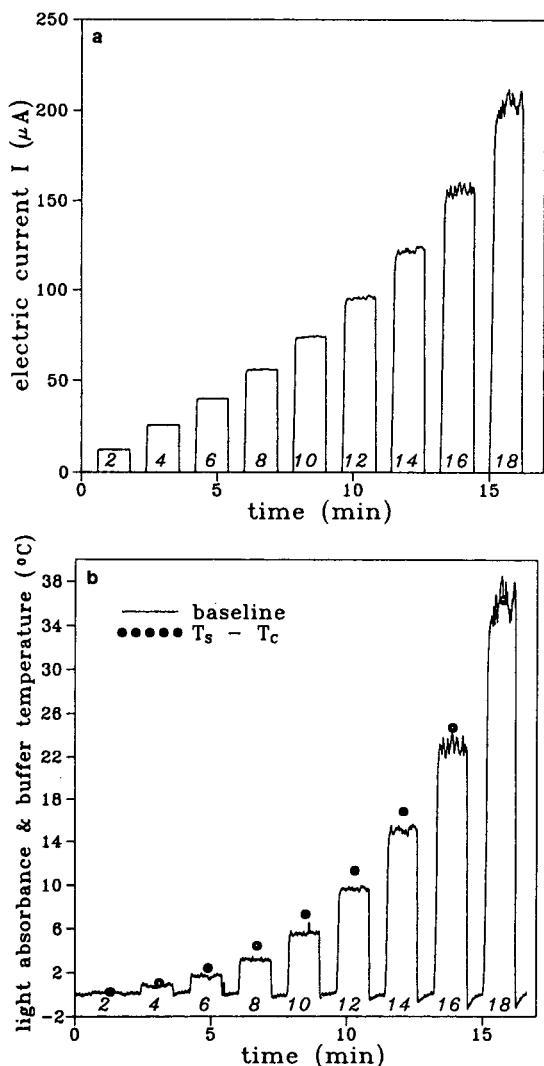 a
electric current I (μA)
250
200
150
100
50
0
2 4 6 8 10 12 14 16 18
0 5 10 15
time (min)
b
baseline
Ts - Tc
light absorbance & buffer temperature (°C)
38
34
28
22
18
14
10
6
2
-2
2 4 6 8 10 12 14 16 18
0 5 10 15
time (min)